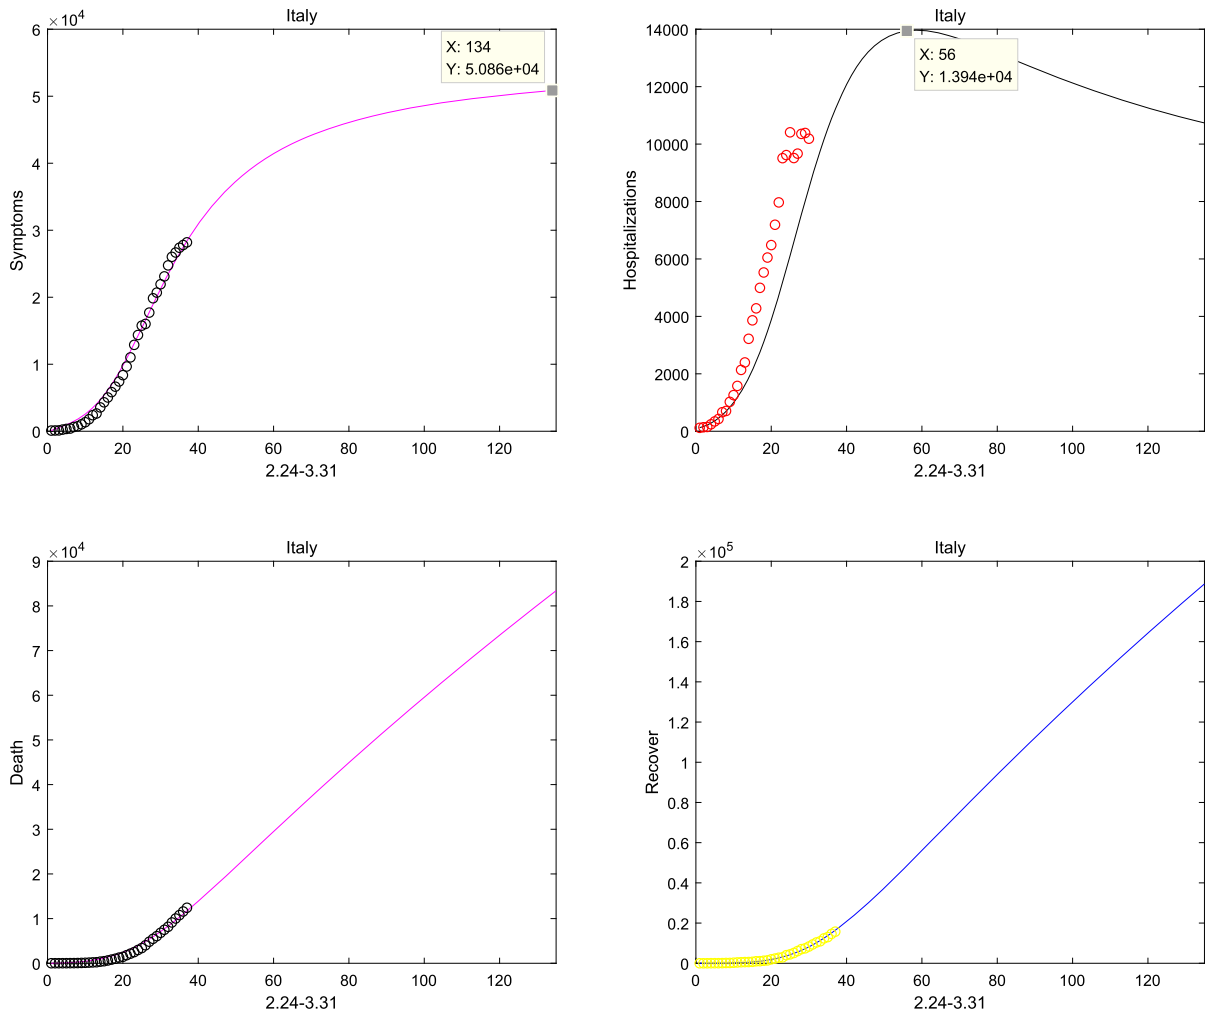 Italy
×10^4
6
5
4
3
2
1
0
Symptoms
X: 134
Y: 5.086e+04
0 20 40 60 80 100 120
2.24-3.31
Italy
14000
12000
10000
8000
6000
4000
2000
0
Hospitalizations
X: 56
Y: 1.394e+04
0 20 40 60 80 100 120
2.24-3.31
Italy
×10^4
9
8
7
6
5
4
3
2
1
0
Death
0 20 40 60 80 100 120
2.24-3.31
Italy
×10^5
2
1.8
1.6
1.4
1.2
1
0.8
0.6
0.4
0.2
0
Recover
0 20 40 60 80 100 120
2.24-3.31